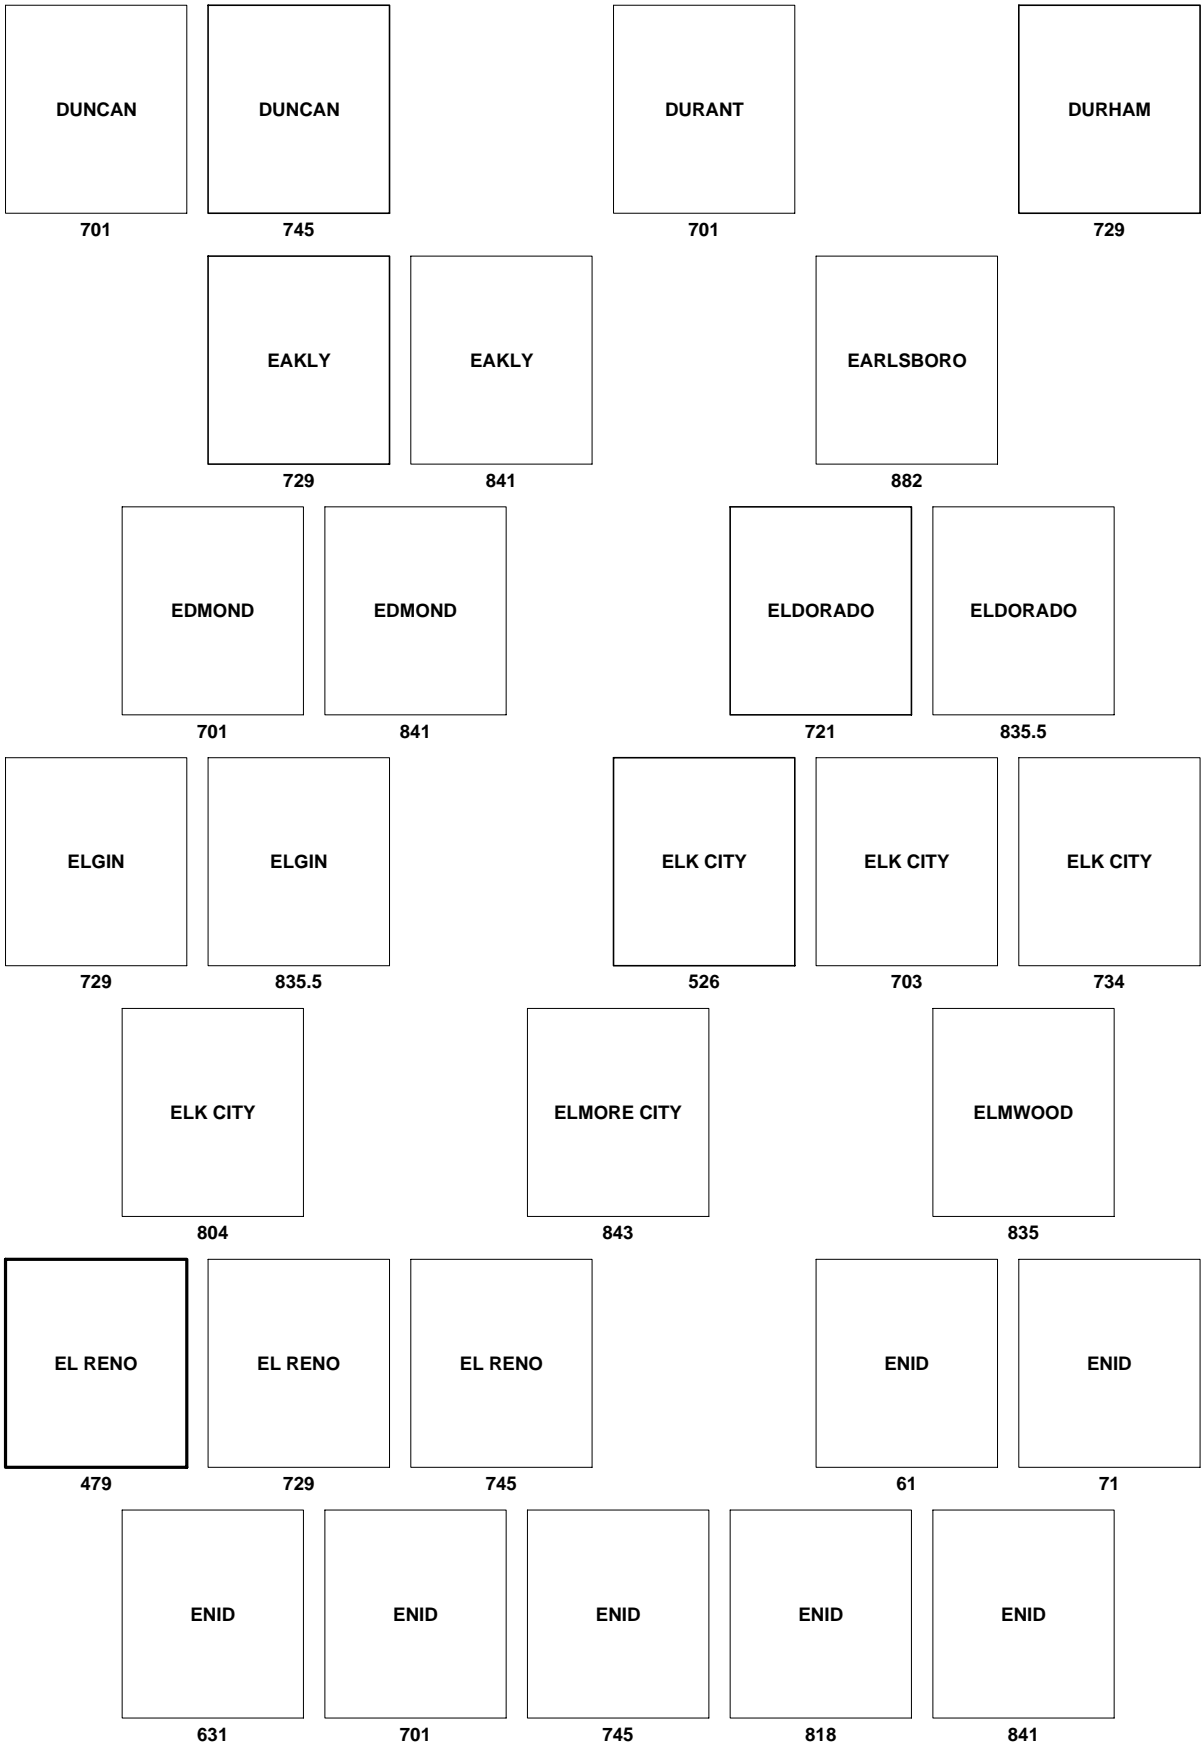 DUNCAN DUNCAN DURANT DURHAM
701 745 701 729
EAKLY EAKLY EARLSBORO
729 841 882
EDMOND EDMOND ELDORADO ELDORADO
701 841 721 835.5
ELGIN ELGIN ELK CITY ELK CITY ELK CITY
729 835.5 526 703 734
ELK CITY ELMORE CITY ELMWOOD
804 843 835
EL RENO EL RENO EL RENO ENID ENID
479 729 745 61 71
ENID ENID ENID ENID ENID
631 701 745 818 841